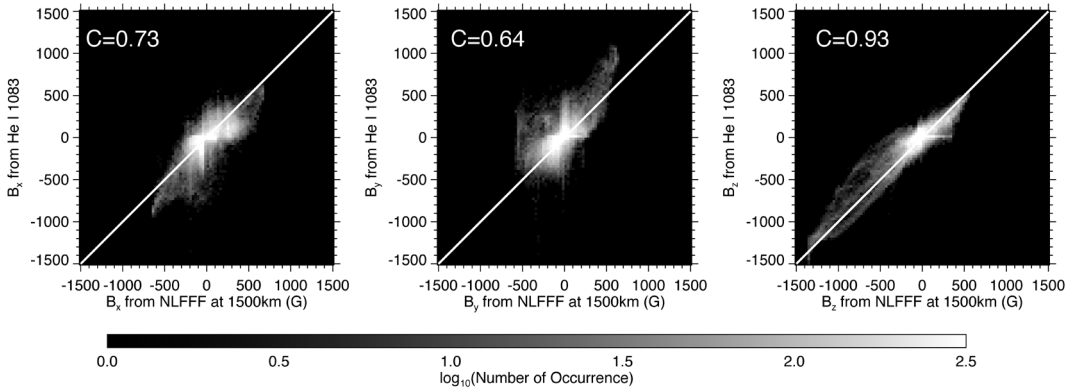 C=0.73
C=0.64
C=0.93
1500
1000
500
0
-500
-1000
-1500
Bx from He I 1083
-1500 -1000 -500 0 500 1000 1500
Bx from NLFFF at 1500km (G)
1500
1000
500
0
-500
-1000
-1500
By from He I 1083
-1500 -1000 -500 0 500 1000 1500
By from NLFFF at 1500km (G)
1500
1000
500
0
-500
-1000
-1500
Bz from He I 1083
-1500 -1000 -500 0 500 1000 1500
Bz from NLFFF at 1500km (G)
0.0 0.5 1.0 1.5 2.0 2.5
log10(Number of Occurrence)